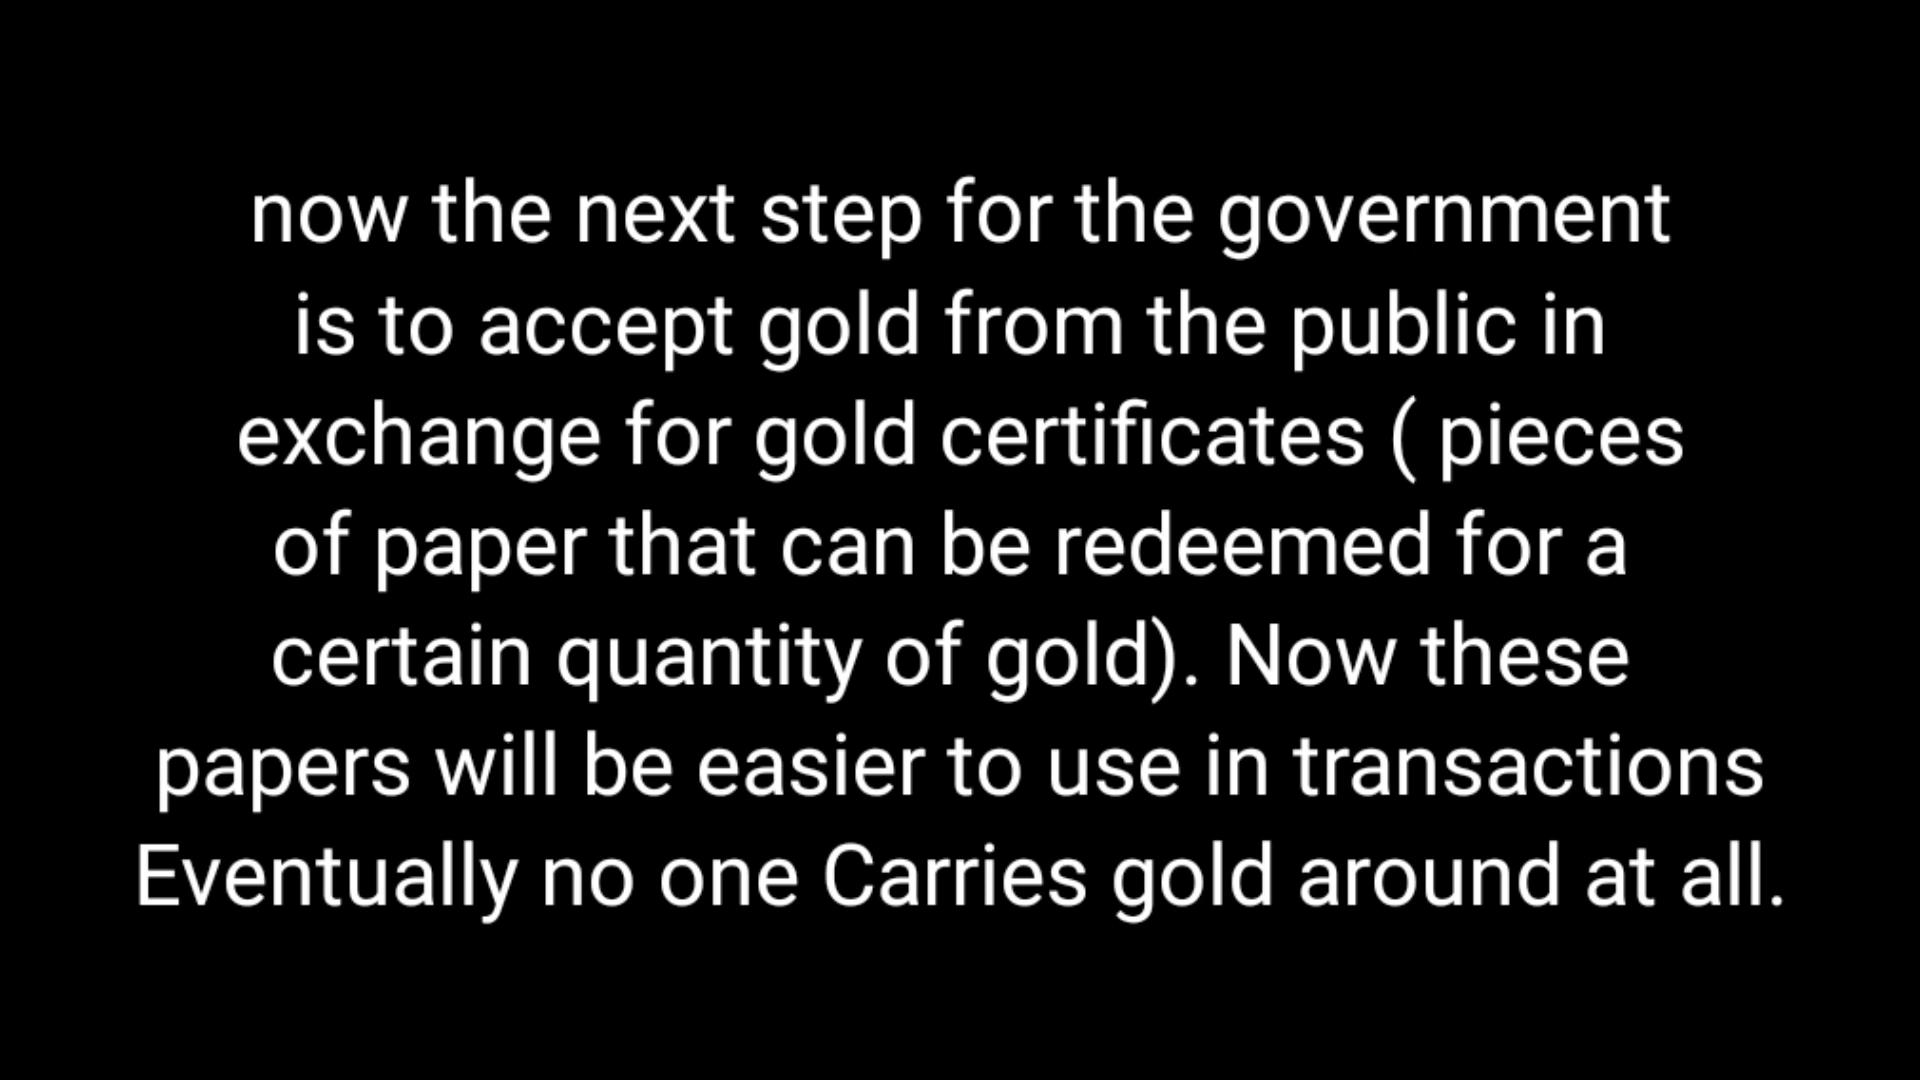 now the next step for the government
is to accept gold from the public in
exchange for gold certificates ( pieces
of paper that can be redeemed for a
certain quantity of gold). Now these
papers will be easier to use in transactions
Eventually no one Carries gold around at all.